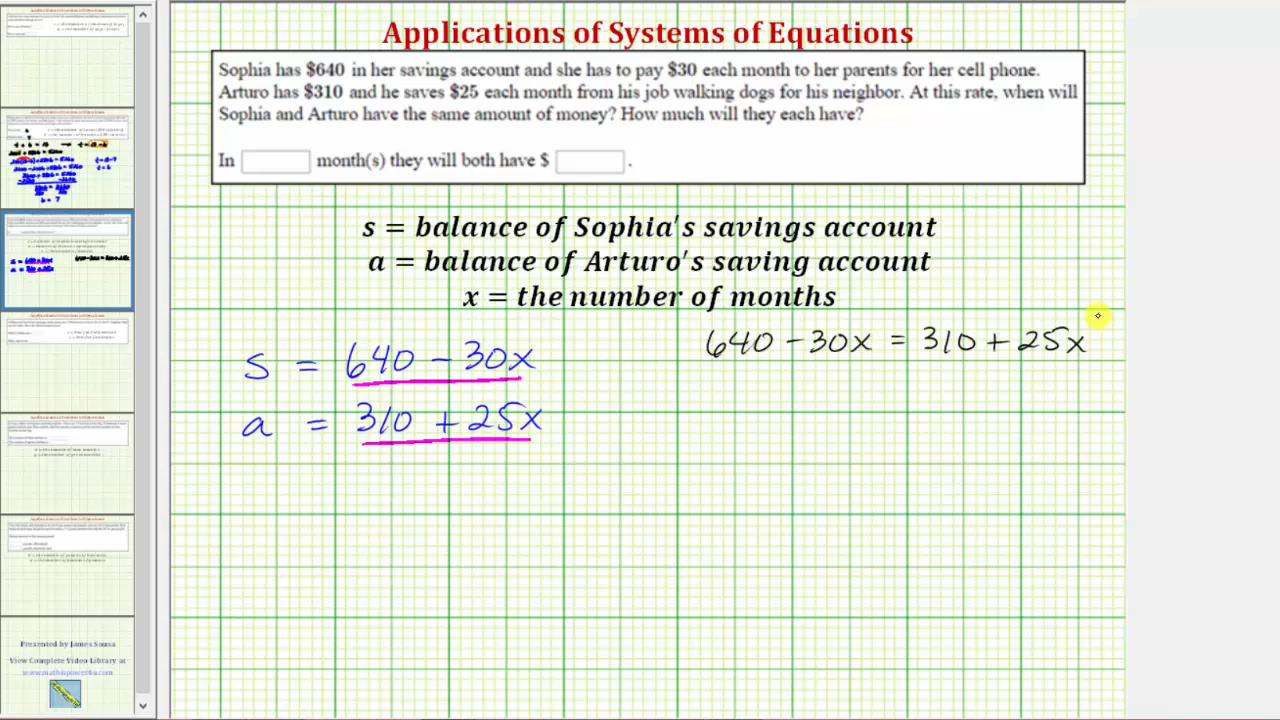 Applications of Systems of Equations
Sophia has $640 in her savings account and she has to pay $30 each month to her parents for her cell phone.
Arturo has $310 and he saves $25 each month from his job walking dogs for his neighbor. At this rate, when will
Sophia and Arturo have the same amount of money? How much will they each have?
In month(s) they will both have $ .
s = balance of Sophia's savings account
a = balance of Arturo's saving account
x = the number of months
640 - 30x = 310 + 25x
s = 640 - 30x
a = 310 + 25x
Presented by James Sousa
View Complete Video Library at
www.mathispower4u.com